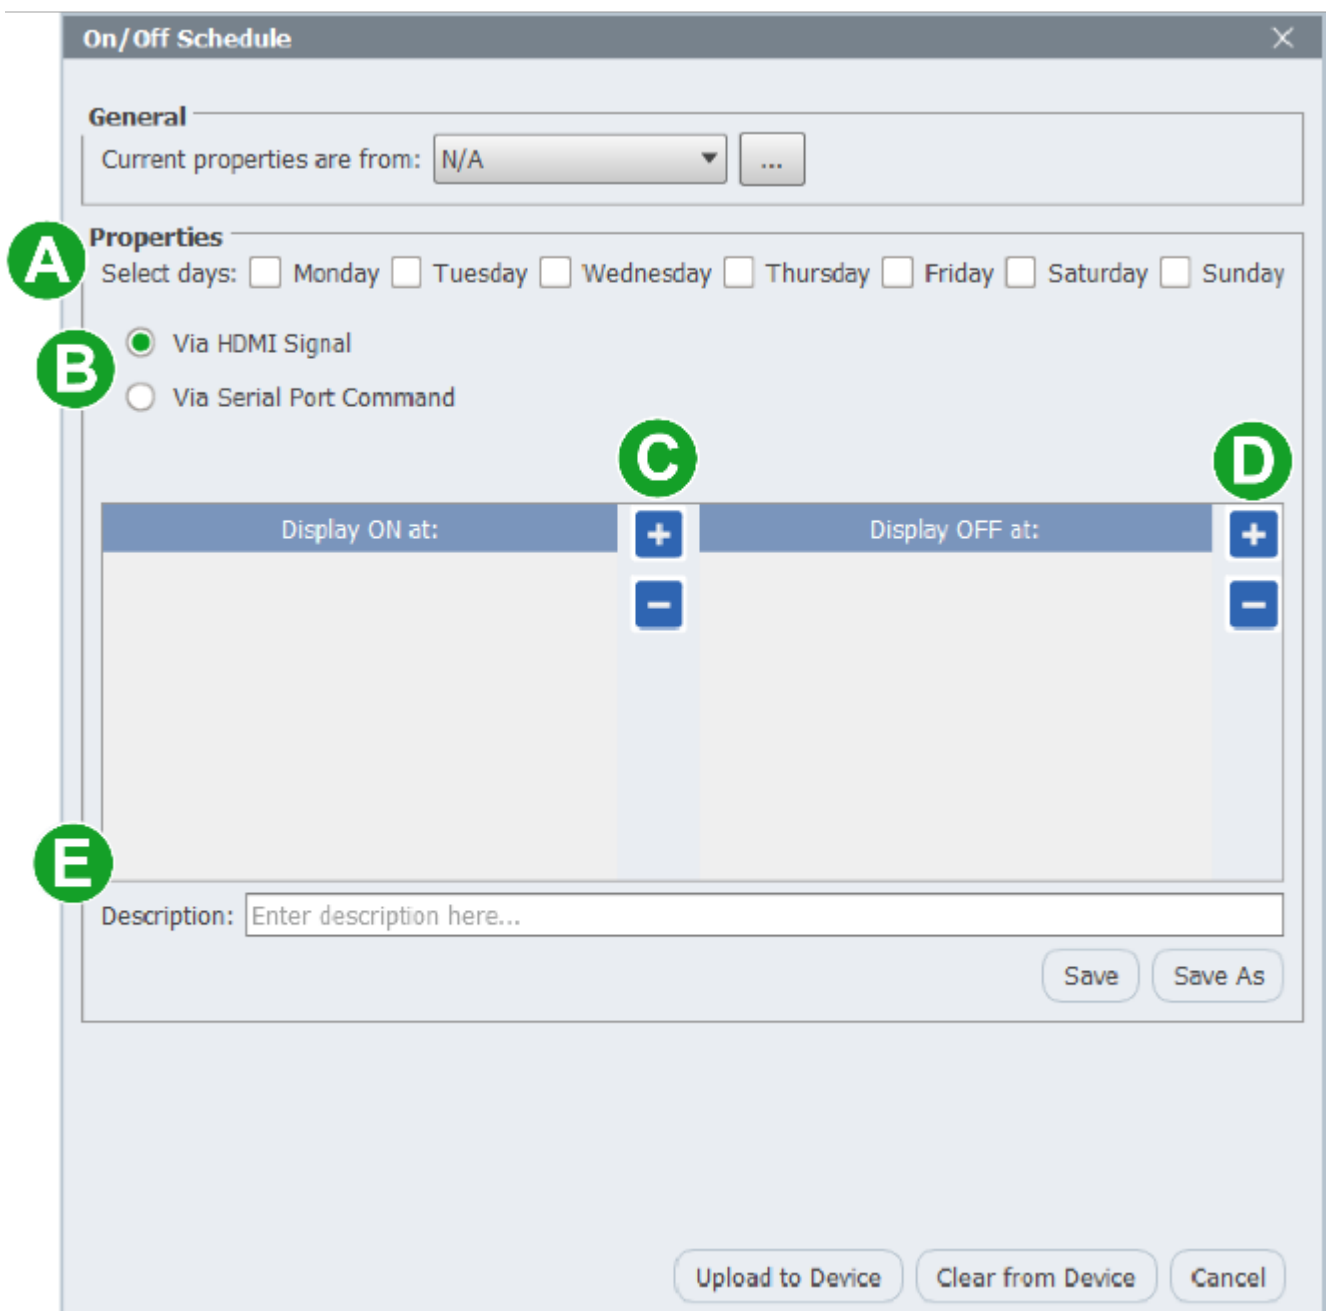 On/Off Schedule
General
Current properties are from: N/A ...
A
Properties
Select days: Monday Tuesday Wednesday Thursday Friday Saturday Sunday
B
Via HDMI Signal
Via Serial Port Command
C D
Display ON at: + Display OFF at: +
− −
E
Description: Enter description here...
Save Save As
Upload to Device Clear from Device Cancel